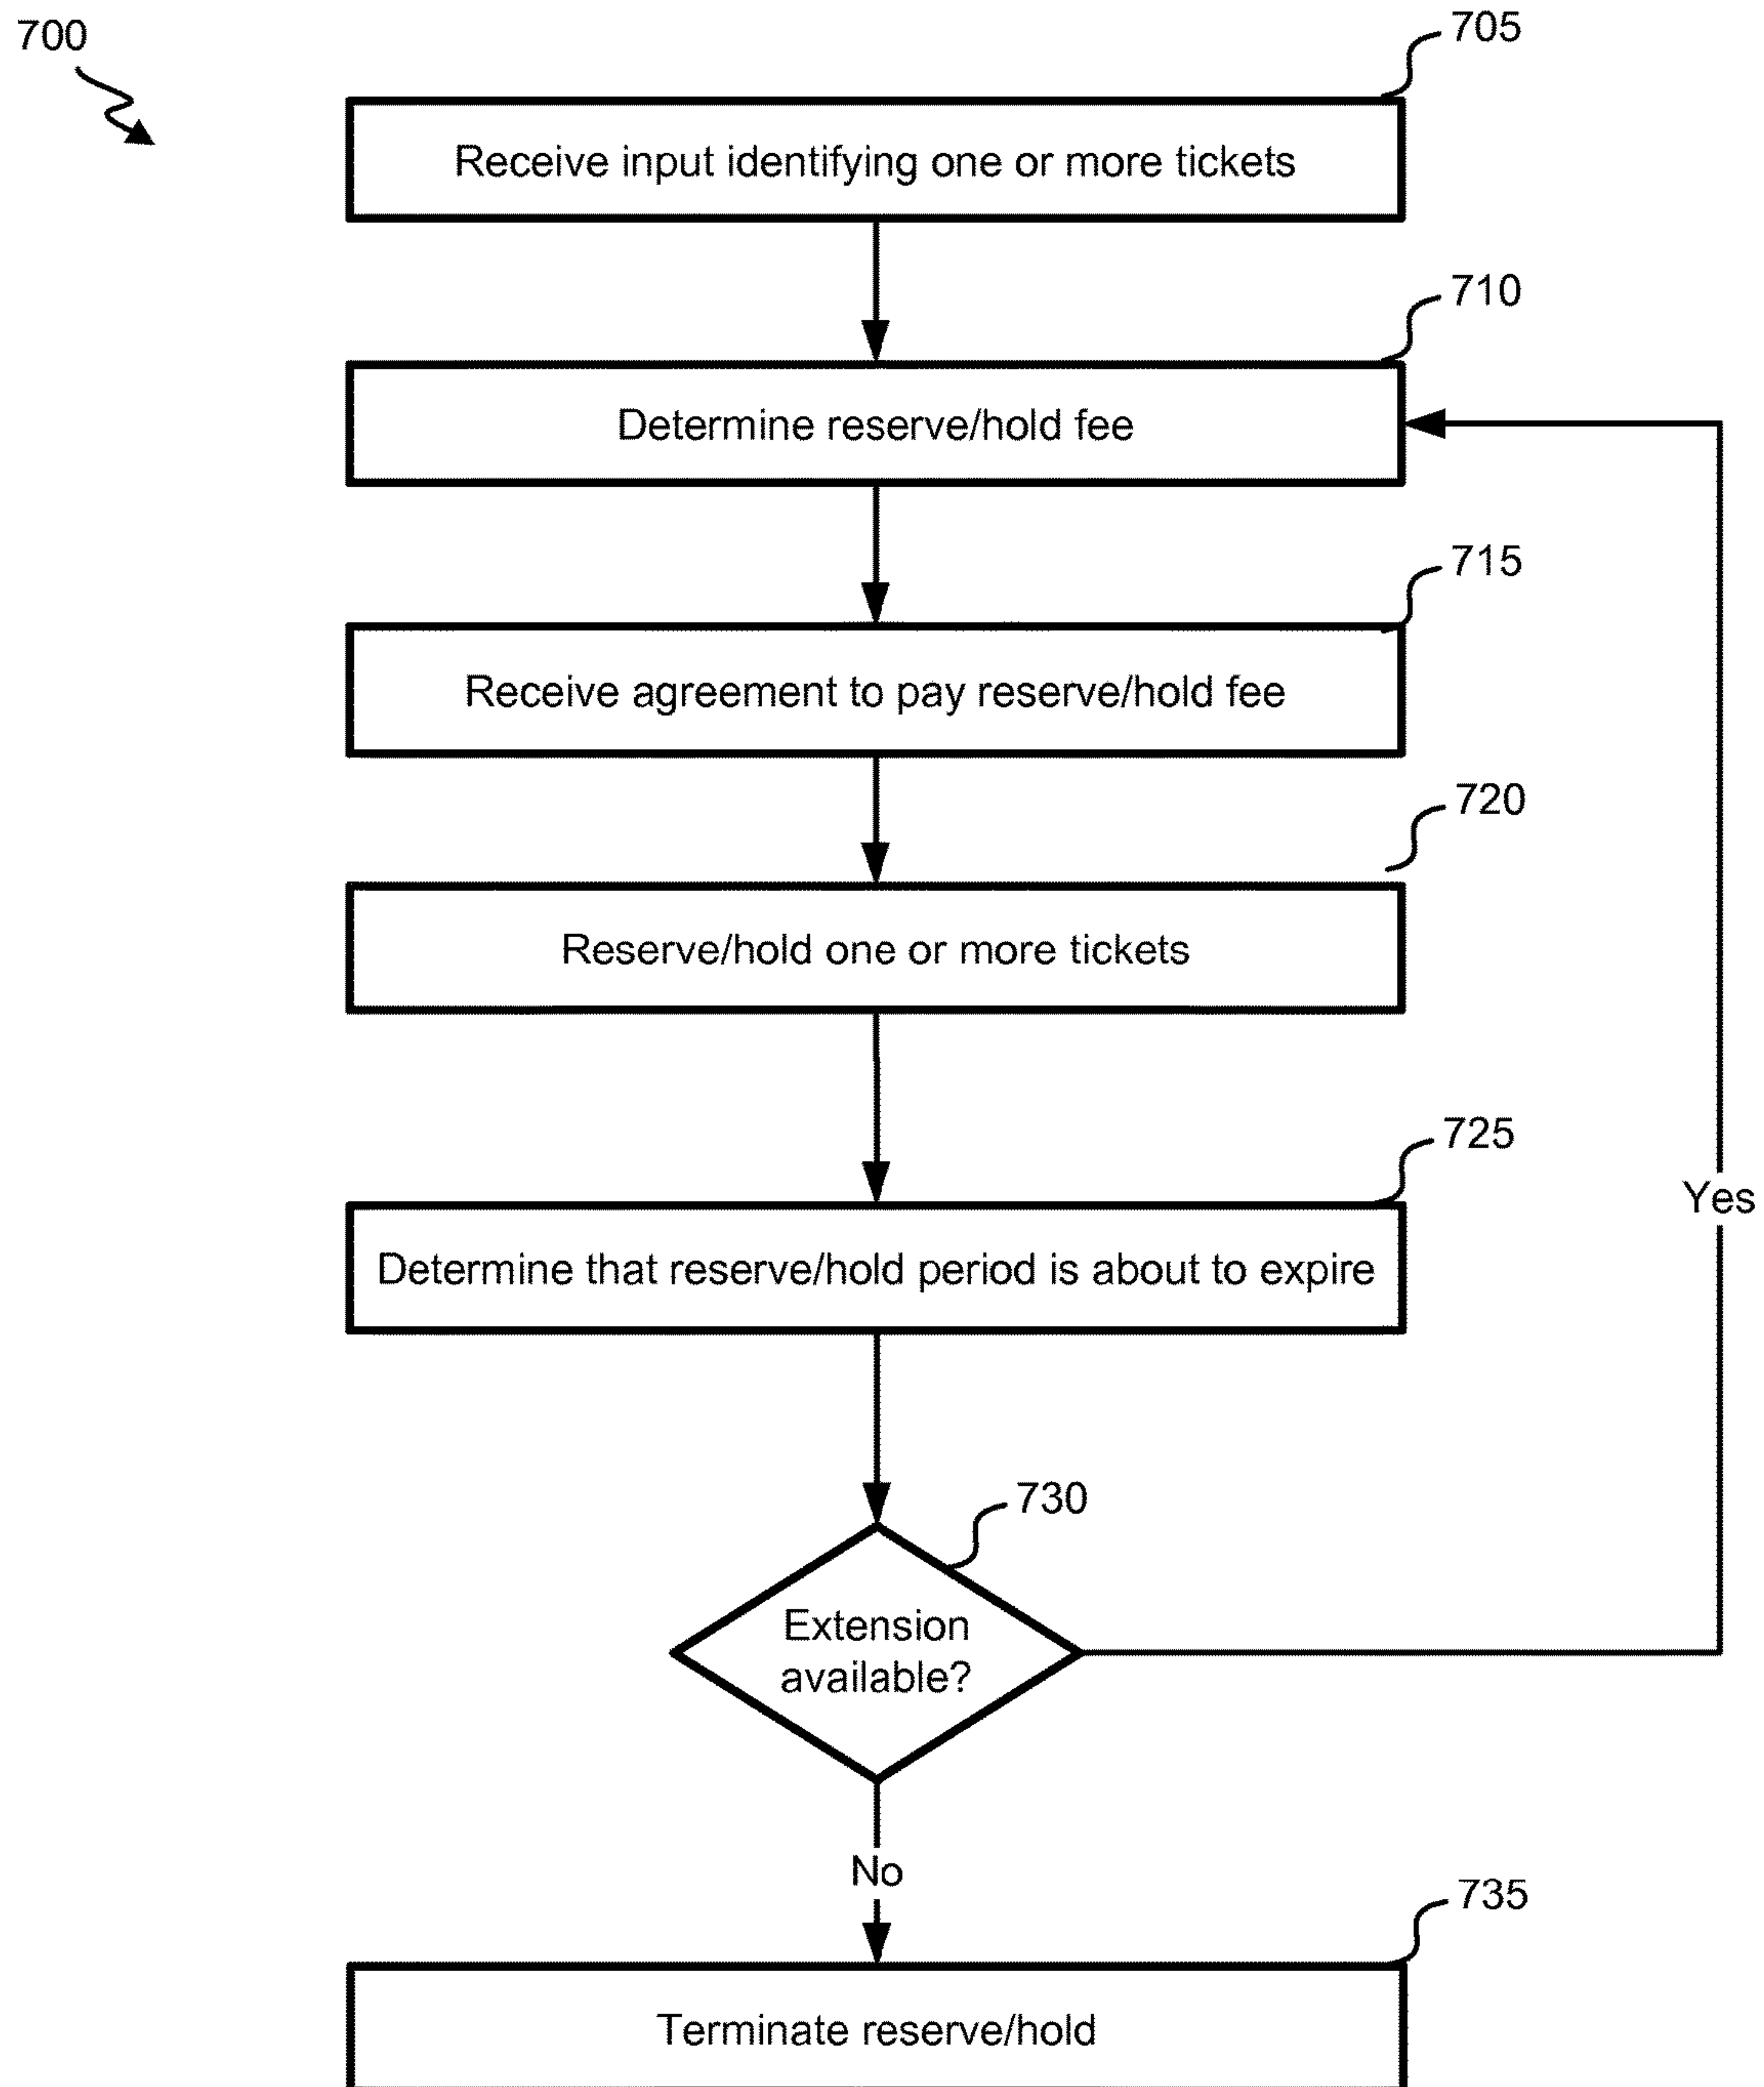 700
705
Receive input identifying one or more tickets
710
Determine reserve/hold fee
715
Receive agreement to pay reserve/hold fee
720
Reserve/hold one or more tickets
725
Determine that reserve/hold period is about to expire
Yes
730
Extension
available?
No
735
Terminate reserve/hold